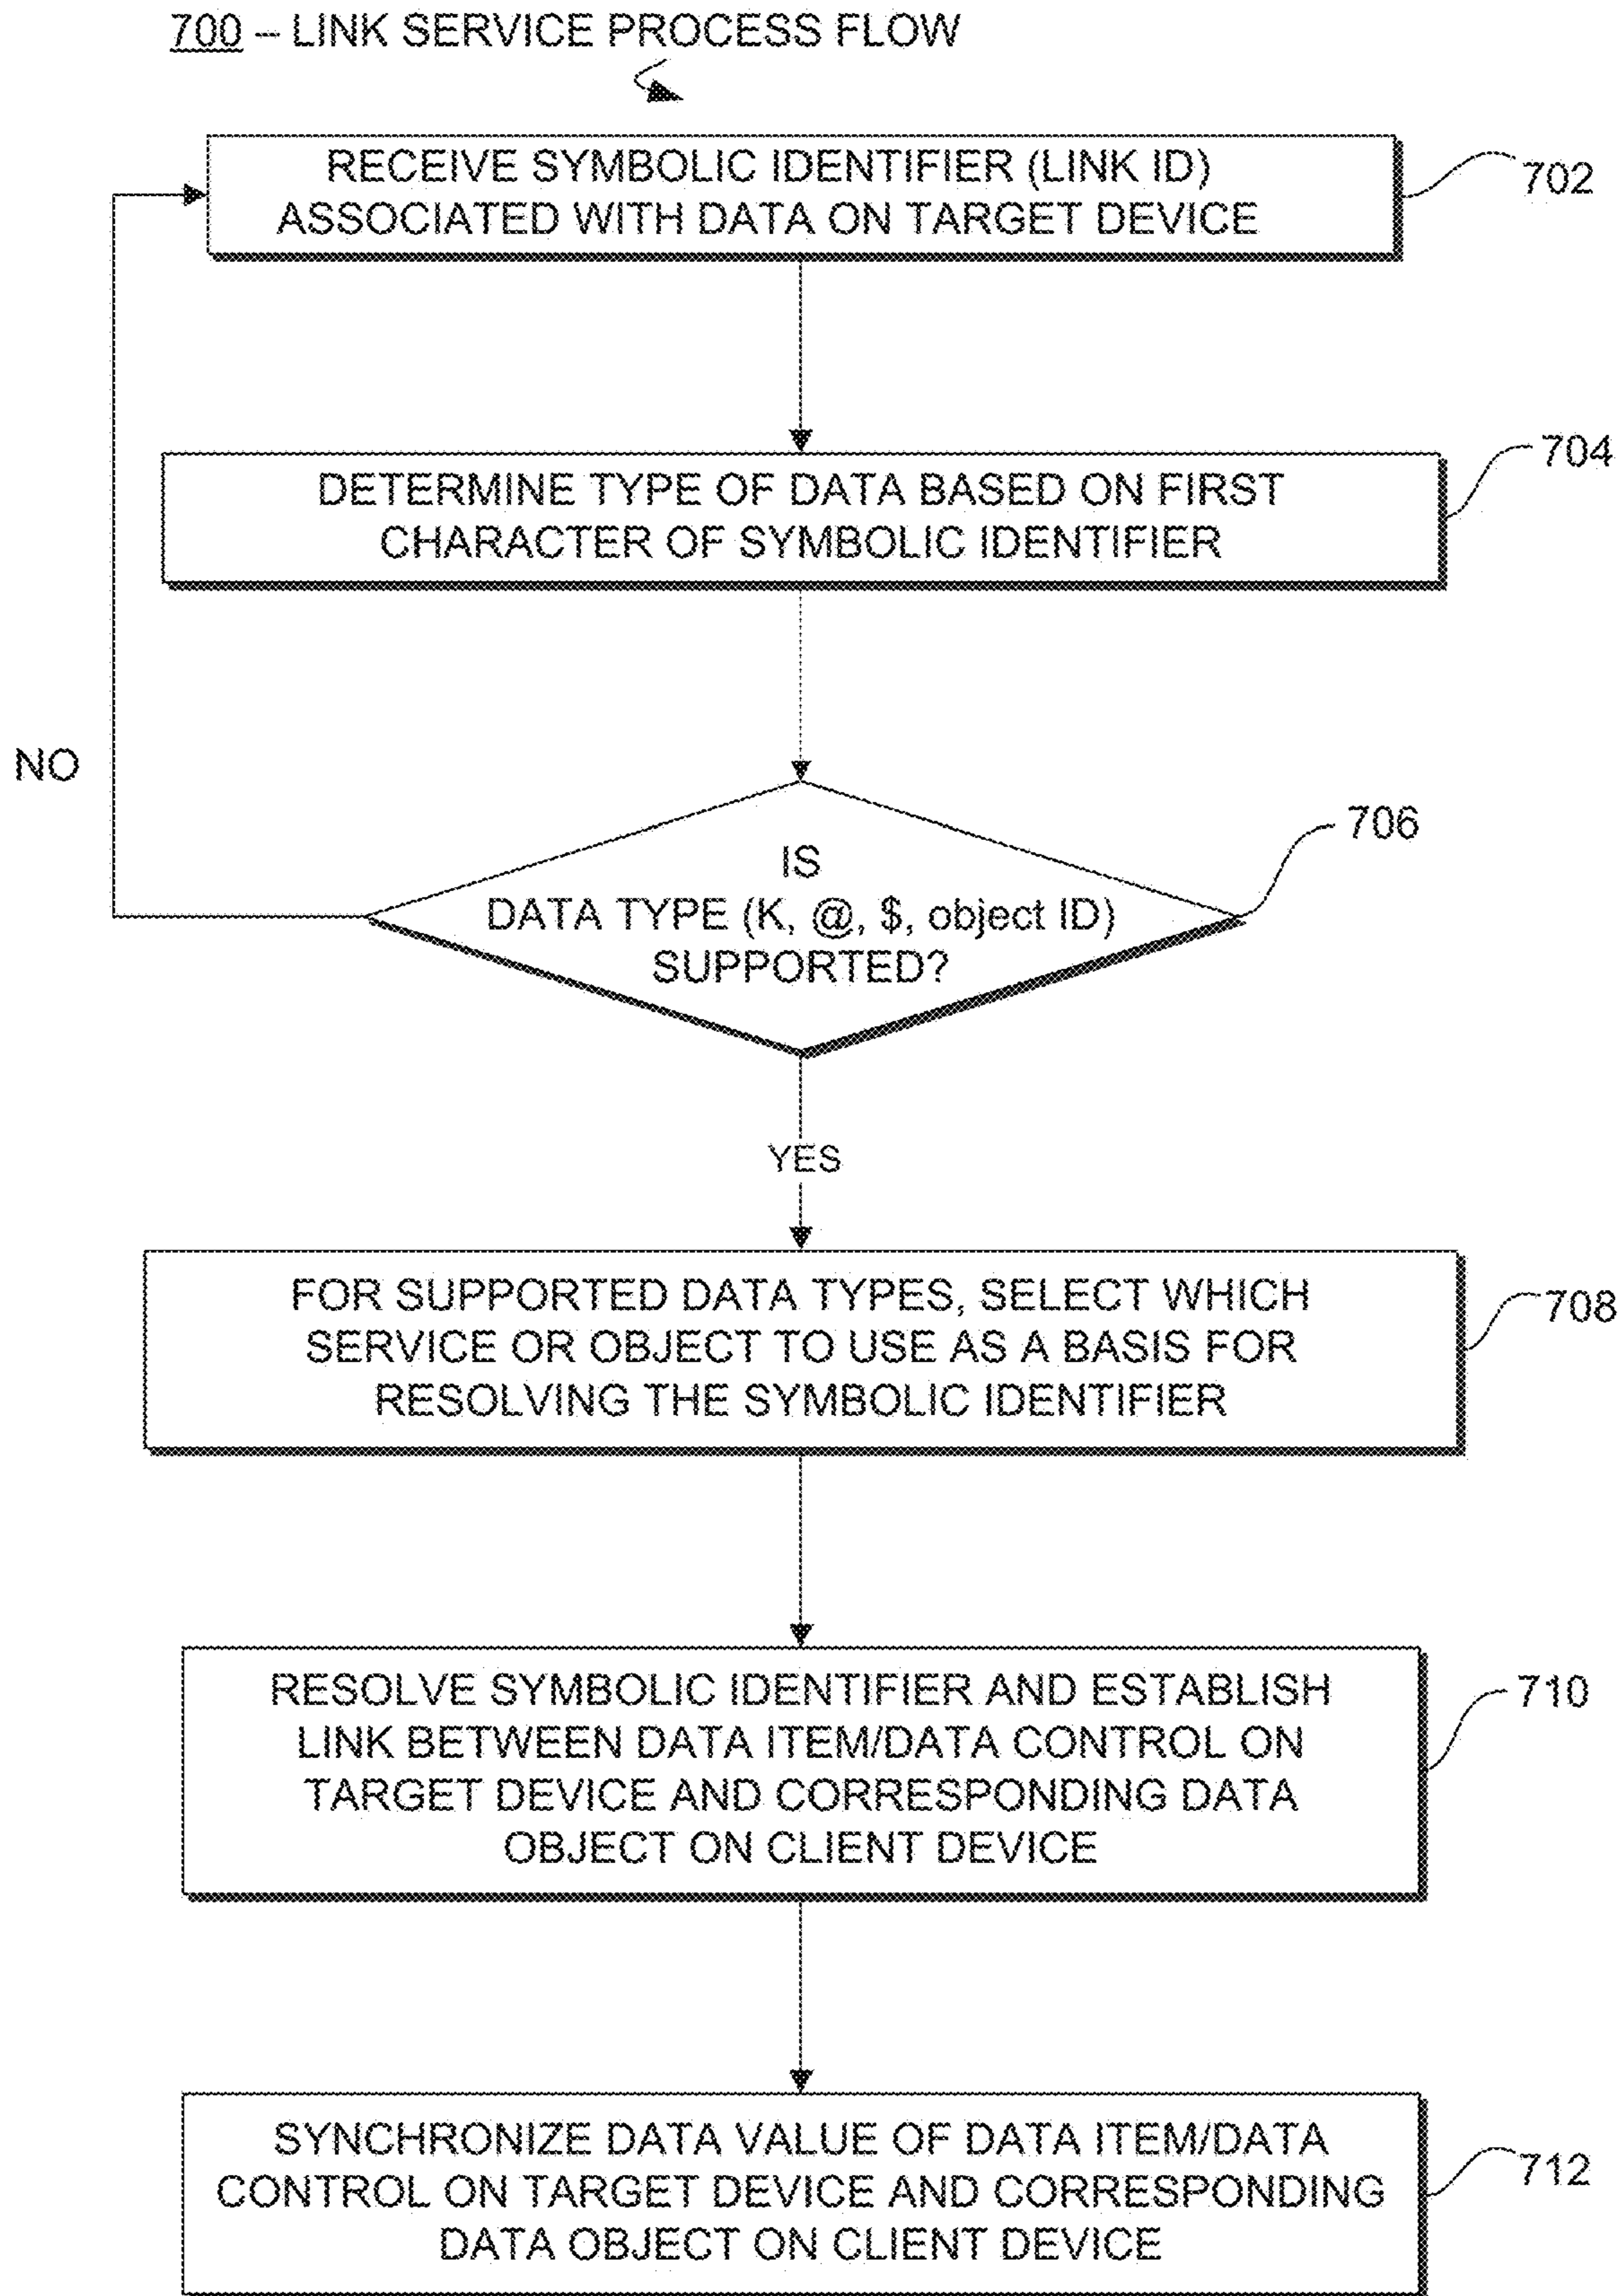 700 – LINK SERVICE PROCESS FLOW
RECEIVE SYMBOLIC IDENTIFIER (LINK ID)
ASSOCIATED WITH DATA ON TARGET DEVICE
702
DETERMINE TYPE OF DATA BASED ON FIRST
CHARACTER OF SYMBOLIC IDENTIFIER
704
NO
IS
DATA TYPE (K, @, $, object ID)
SUPPORTED?
706
YES
FOR SUPPORTED DATA TYPES, SELECT WHICH
SERVICE OR OBJECT TO USE AS A BASIS FOR
RESOLVING THE SYMBOLIC IDENTIFIER
708
RESOLVE SYMBOLIC IDENTIFIER AND ESTABLISH
LINK BETWEEN DATA ITEM/DATA CONTROL ON
TARGET DEVICE AND CORRESPONDING DATA
OBJECT ON CLIENT DEVICE
710
SYNCHRONIZE DATA VALUE OF DATA ITEM/DATA
CONTROL ON TARGET DEVICE AND CORRESPONDING
DATA OBJECT ON CLIENT DEVICE
712